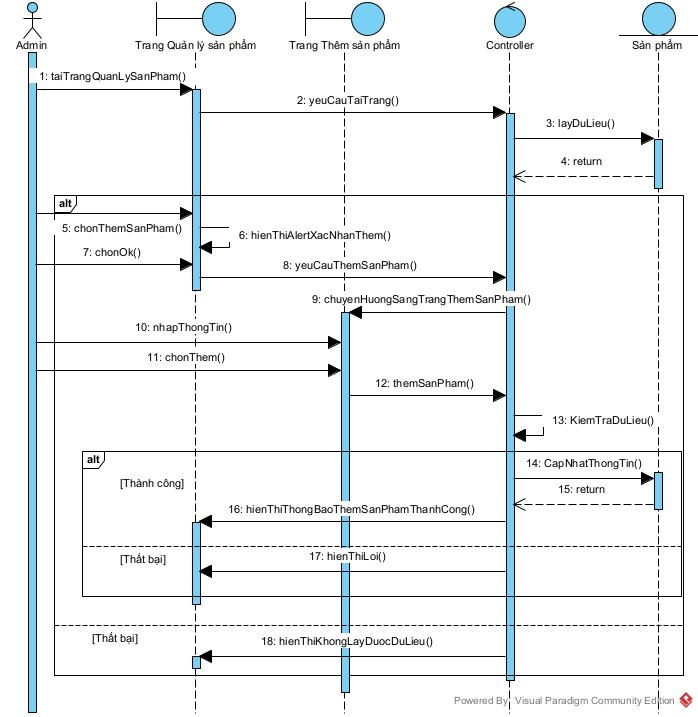 Admin
Trang Quản lý sản phẩm
Trang Thêm sản phẩm
Controller
Sản phẩm
1: taiTrangQuanLySanPham()
2: yeuCauTaiTrang()
3: layDuLieu()
4: return
alt
5: chonThemSanPham()
6: hienThiAlertXacNhanThem()
7: chonOk()
8: yeuCauThemSanPham()
9: chuyenHuongSangTrangThemSanPham()
10: nhapThongTin()
11: chonThem()
12: themSanPham()
13: KiemTraDuLieu()
alt
14: CapNhatThongTin()
[Thành công]
15: return
16: hienThiThongBaoThemSanPhamThanhCong()
[Thất bại]
17: hienThiLoi()
[Thất bại]
18: hienThiKhongLayDuocDuLieu()
Powered By: Visual Paradigm Community Edition